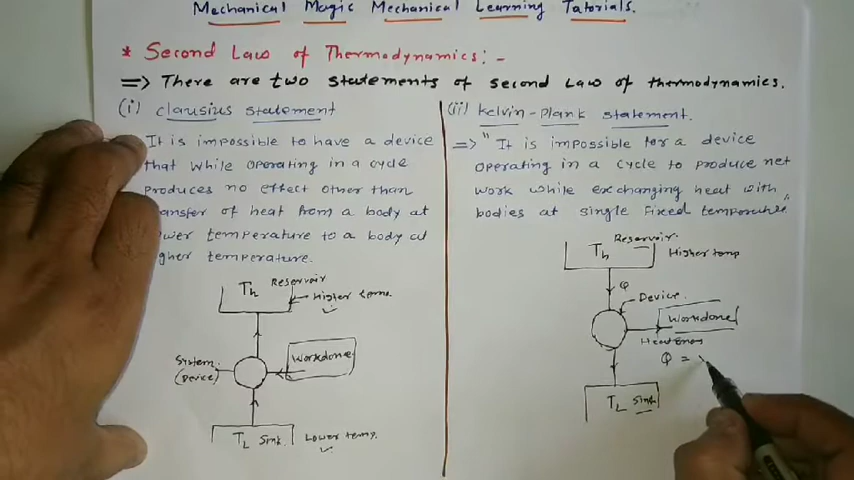 Mechanical Magic Mechanical Learning Tutorials.
* Second Law of Thermodynamics: -
=> There are two statements of second Law of thermodynamics.
(i) clausius statement
It is impossible to have a device
that while operating in a cycle
produces no effect other than
ansfer of heat from a body at
ower temperature to a body at
gher temperature.
Th Reservoir
Higher temp.
System
(Device)
Workdone
TL Sink
Lower temp.
(ii) Kelvin-Plank statement.
=> "It is impossible for a device
operating in a cycle to produce net
work while exchanging heat with
bodies at single fixed temperature"
Th Reservoir
Higher temp
Q
Device.
Workdone
Q =
TL Sink